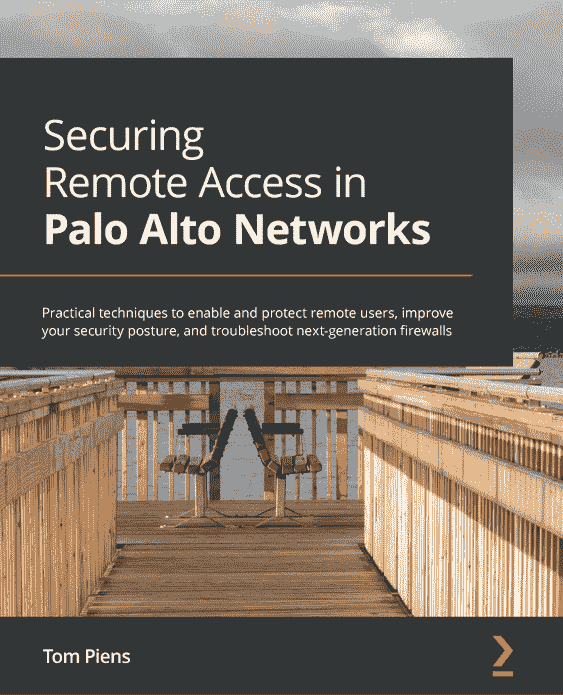 Securing
Remote Access in
Palo Alto Networks
Practical techniques to enable and protect remote users, improve
your security posture, and troubleshoot next-generation firewalls
Tom Piens